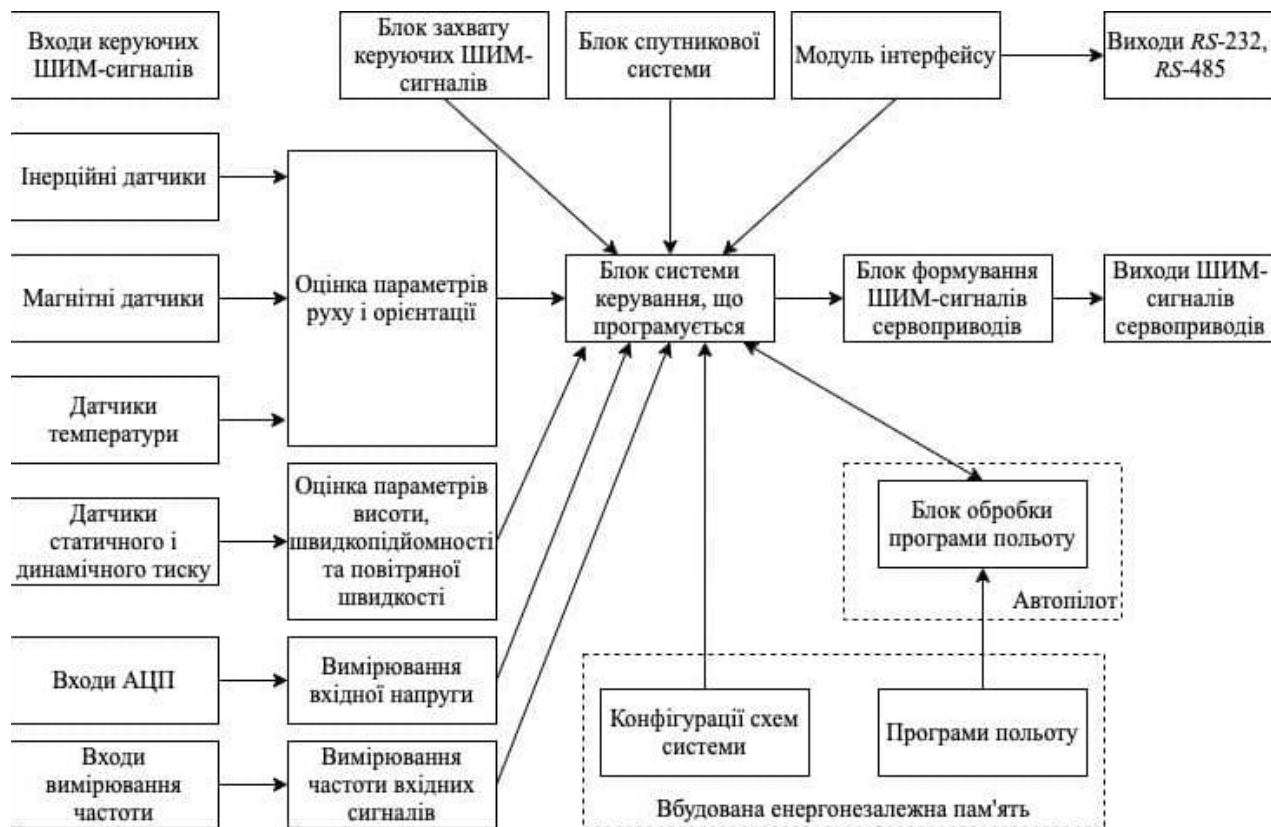 Входи керуючих
ШИМ-сигналів
Блок захвату
керуючих ШИМ-
сигналів
Блок спутникової
системи
Модуль інтерфейсу
Виходи RS-232,
RS-485
Інерційні датчики
Магнітні датчики
Датчики
температури
Оцінка параметрів
руху і орієнтації
Блок системи
керування, що
програмується
Блок формування
ШИМ-сигналів
сервоприводів
Виходи ШИМ-
сигналів
сервоприводів
Датчики
статичного і
динамічного тиску
Оцінка параметрів
висоти,
швидкопідйомності
та повітряної
швидкості
Блок обробки
програми польоту
Автопілот
Входи АЦП
Вимірювання
вхідної напруги
Конфігурації схем
системи
Програми польоту
Входи
вимірювання
частоти
Вимірювання
частоти вхідних
сигналів
Вбудована енергонезалежна пам'ять